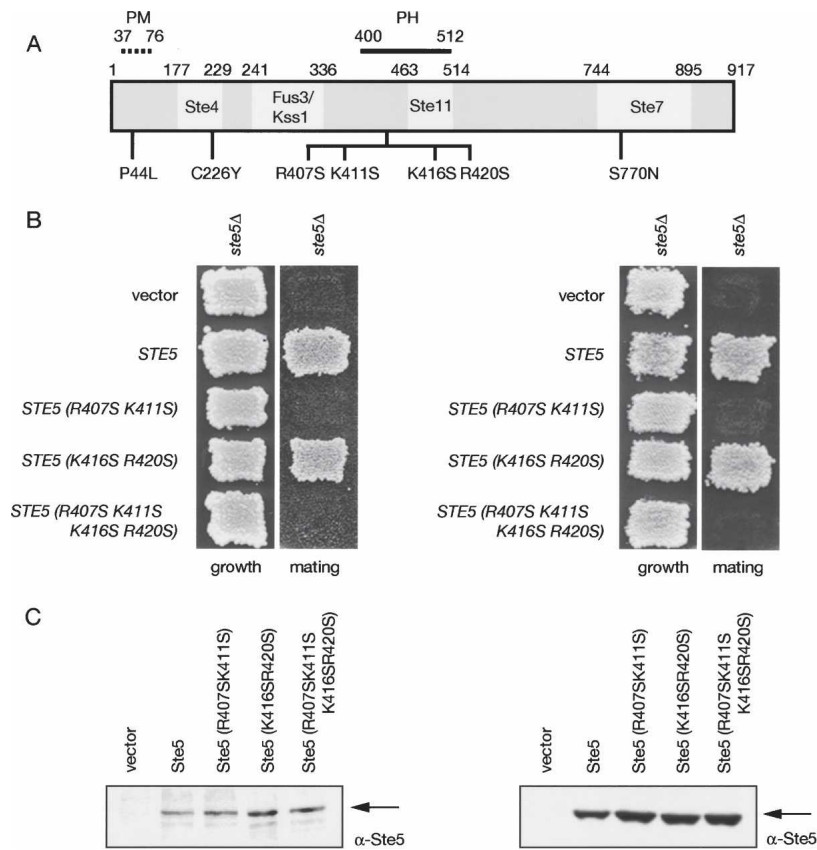 A
PM
37 76
PH
400 512
1 177 229 241 336 463 514 744 895 917
Ste4
Fus3/
Kss1
Ste11
Ste7
P44L C226Y R407S K411S K416S R420S S770N
B
ste5Δ ste5Δ
vector
STE5
STE5 (R407S K411S)
STE5 (K416S R420S)
STE5 (R407S K411S
K416S R420S)
growth mating
ste5Δ ste5Δ
vector
STE5
STE5 (R407S K411S)
STE5 (K416S R420S)
STE5 (R407S K411S
K416S R420S)
growth mating
C
vector
Ste5
Ste5 (R407SK411S)
Ste5 (K416SR420S)
Ste5 (R407SK411S
K416SR420S)
α-Ste5
vector
Ste5
Ste5 (R407SK411S)
Ste5 (K416SR420S)
Ste5 (R407SK411S
K416SR420S)
α-Ste5